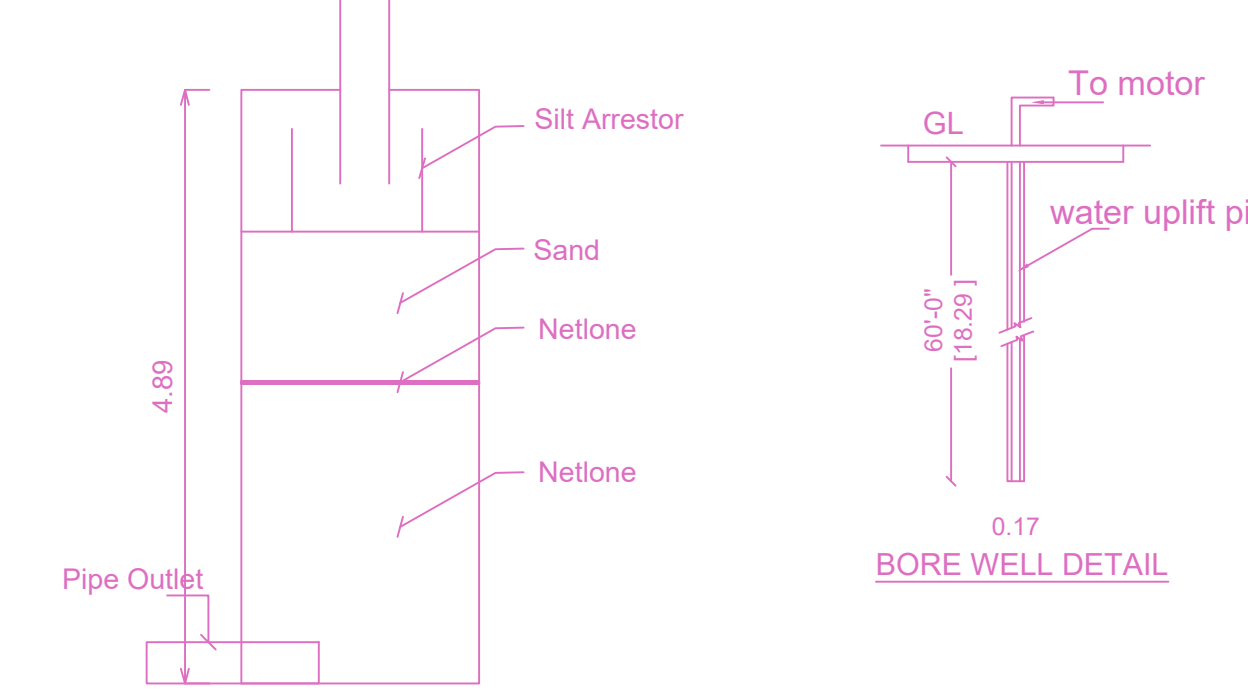 Silt Arrestor
Sand
Netlone
4.89
Netlone
Pipe Outlet
To motor
GL
water uplift pi
60'-0"
[18.29 ]
0.17
BORE WELL DETAIL